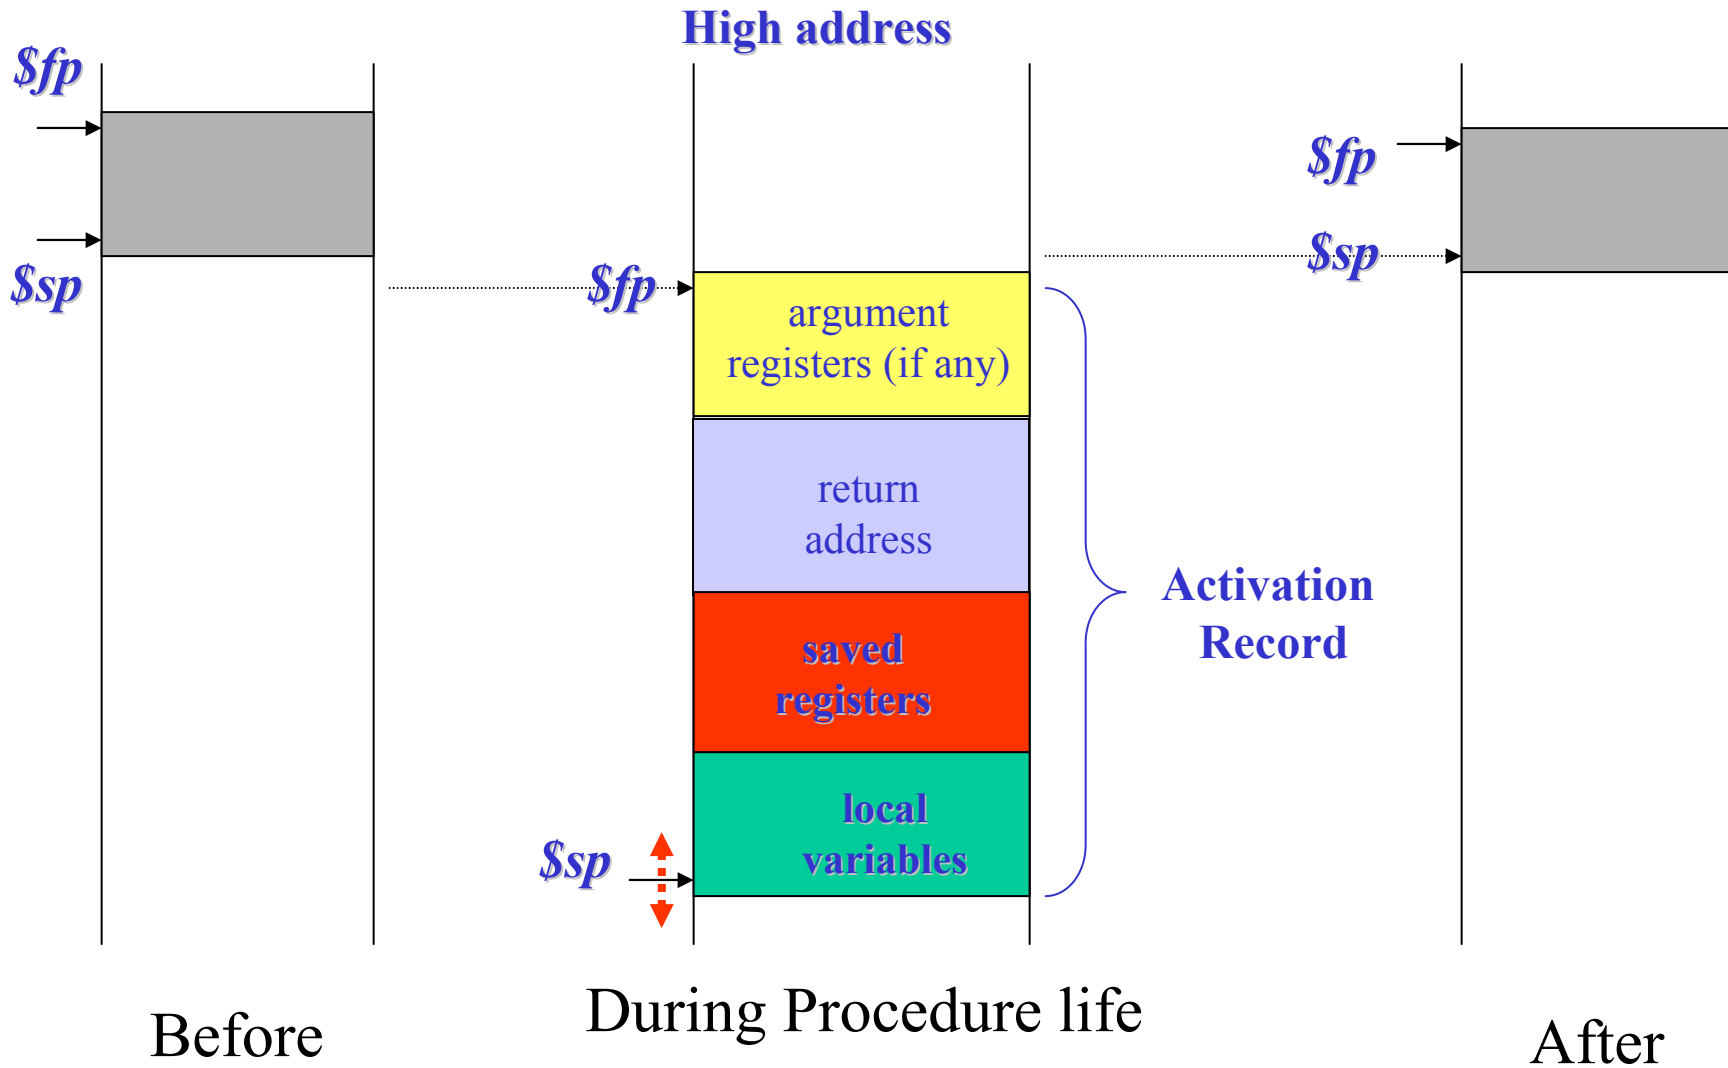 High address
$fp
$sp
$fp
argument
registers (if any)
return
address
saved
registers
local
variables
$sp
Activation
Record
$fp
$sp
Before
During Procedure life
After